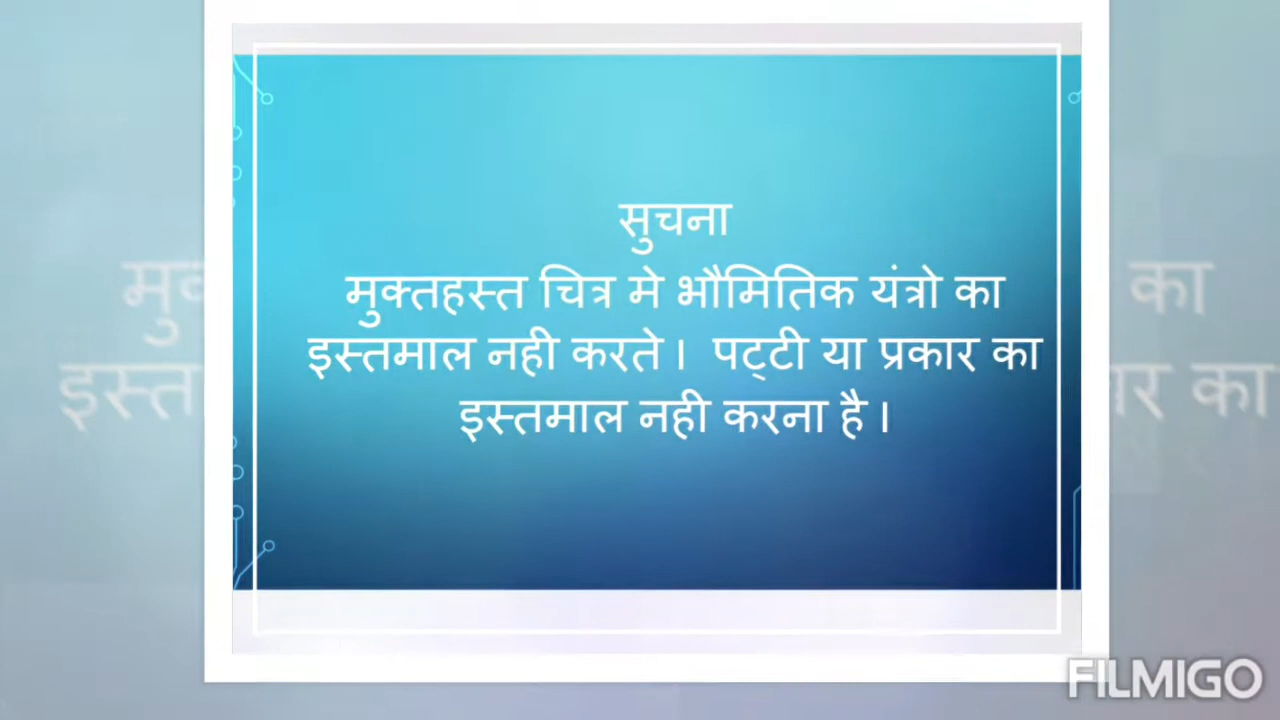 सुचना
मुक्तहस्त चित्र मे भौमितिक यंत्रो का
इस्तमाल नही करते। पट्टी या प्रकार का
इस्तमाल नही करना है।
FILMIGO